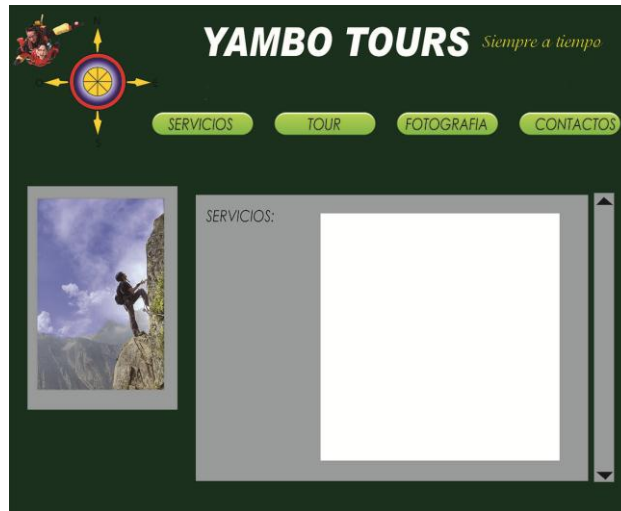 N
YAMBO TOURS Siempre a tiempo
E
S
SERVICIOS TOUR FOTOGRAFIA CONTACTOS
SERVICIOS: